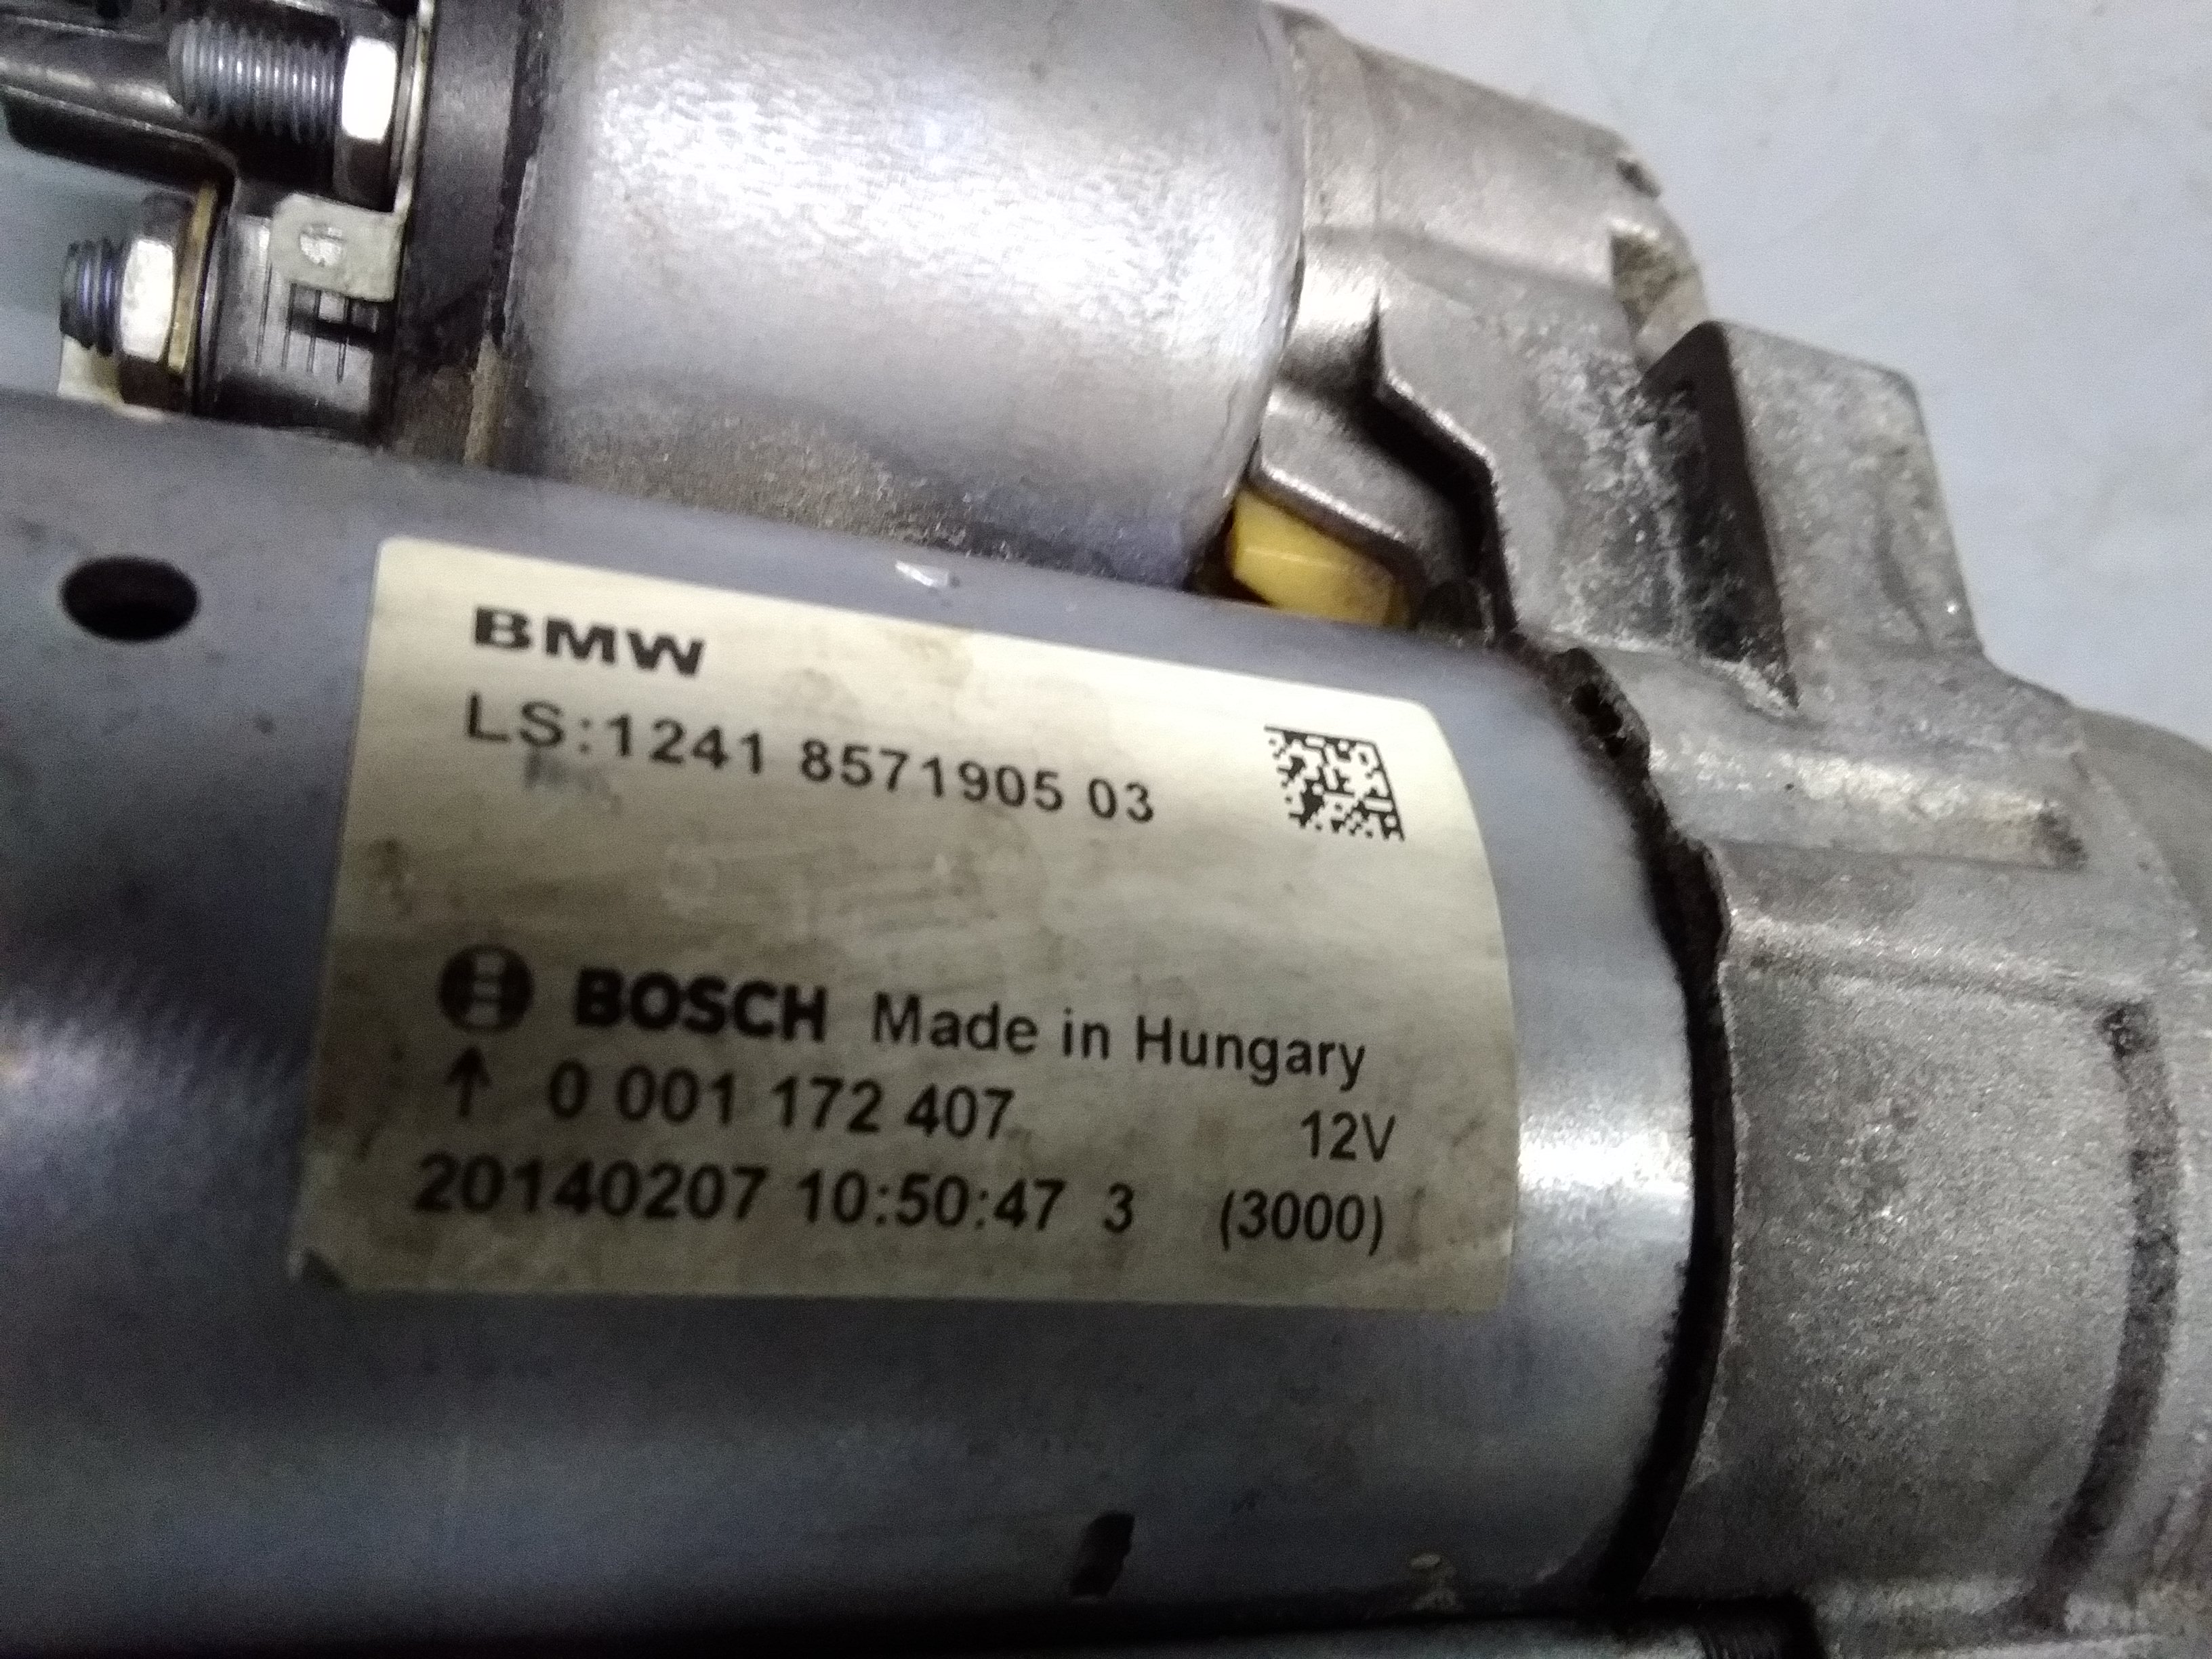 BMW
LS:1241 8571905 03
BOSCH Made in Hungary
↑ 0 001 172 407 12V
20140207 10:50:47 3 (3000)